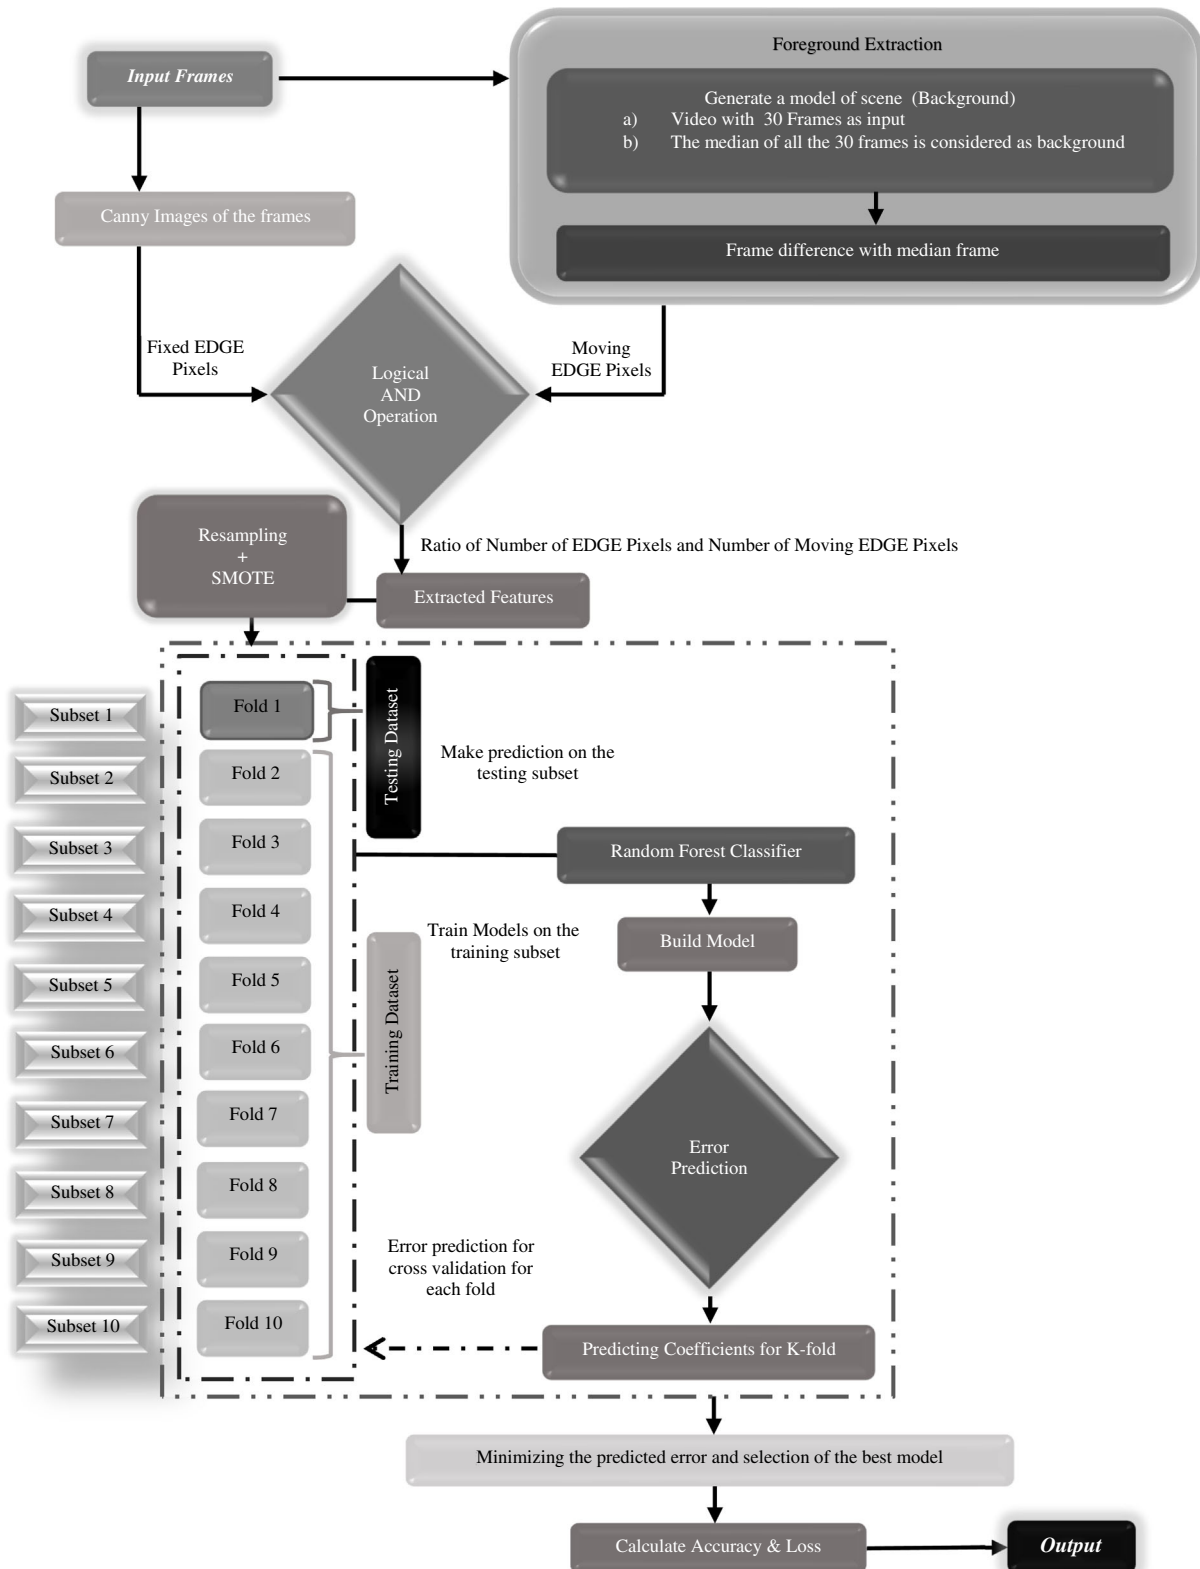 Input Frames
Foreground Extraction
Generate a model of scene (Background)
a) Video with 30 Frames as input
b) The median of all the 30 frames is considered as background
Frame difference with median frame
Canny Images of the frames
Fixed EDGE
Pixels
Moving
EDGE Pixels
Logical
AND
Operation
Resampling
+
SMOTE
Ratio of Number of EDGE Pixels and Number of Moving EDGE Pixels
Extracted Features
Subset 1
Subset 2
Subset 3
Subset 4
Subset 5
Subset 6
Subset 7
Subset 8
Subset 9
Subset 10
Fold 1
Fold 2
Fold 3
Fold 4
Fold 5
Fold 6
Fold 7
Fold 8
Fold 9
Fold 10
Testing Dataset
Training Dataset
Make prediction on the
testing subset
Random Forest Classifier
Train Models on the
training subset
Build Model
Error
Prediction
Error prediction for
cross validation for
each fold
Predicting Coefficients for K-fold
Minimizing the predicted error and selection of the best model
Calculate Accuracy & Loss
Output